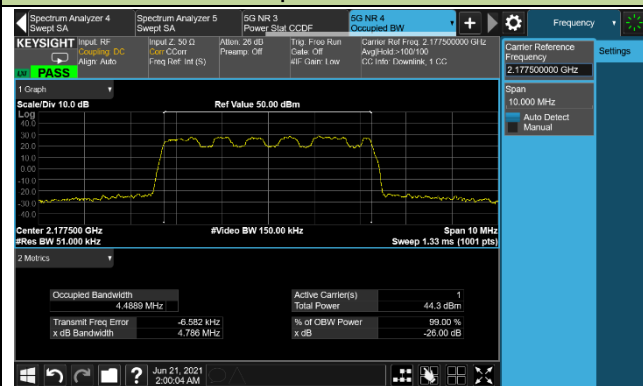 Spectrum Analyzer 4
Swept SA
Spectrum Analyzer 5
Swept SA
5G NR 3
Power Stat CCDF
5G NR 4
Occupied BW
Frequency
KEYSIGHT
Input: RF
Coupling: DC
Align: Auto
Input Z: 50 Ω
Corr CCorr
Freq Ref: Int (S)
Atten: 26 dB
Preamp: Off
Trig: Free Run
Gate: Off
#IF Gain: Low
Carrier Ref Freq: 2.177500000 GHz
Avg|Hold:>100/100
CC Info: Downlink, 1 CC
PASS
Carrier Reference
Frequency
2.177500000 GHz
Span
10.000 MHz
Auto Detect
Manual
Settings
1 Graph
Scale/Div 10.0 dB
Ref Value 50.00 dBm
Log
40.0
30.0
20.0
10.0
0.00
-10.0
-20.0
-30.0
-40.0
Center 2.177500 GHz
#Video BW 150.00 kHz
Span 10 MHz
#Res BW 51.000 kHz
Sweep 1.33 ms (1001 pts)
2 Metrics
Occupied Bandwidth
4.4889 MHz
Active Carrier(s) 1
Total Power 44.3 dBm
Transmit Freq Error -6.582 kHz
x dB Bandwidth 4.786 MHz
% of OBW Power 99.00 %
x dB -26.00 dB
?
Jun 21, 2021
2:00:04 AM